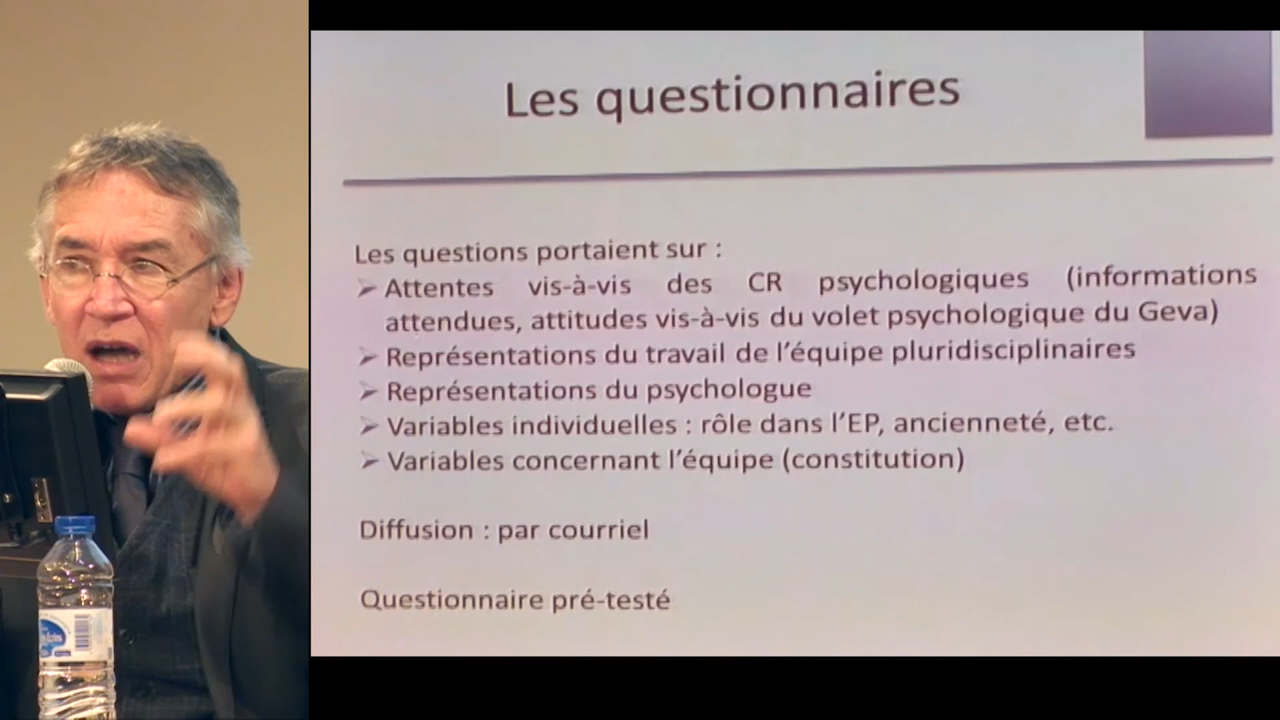 Les questionnaires
Les questions portaient sur :
➢ Attentes vis-à-vis des CR psychologiques (informations
attendues, attitudes vis-à-vis du volet psychologique du Geva)
➢ Représentations du travail de l'équipe pluridisciplinaires
➢ Représentations du psychologue
➢ Variables individuelles : rôle dans l'EP, ancienneté, etc.
➢ Variables concernant l'équipe (constitution)
Diffusion : par courriel
Questionnaire pré-testé